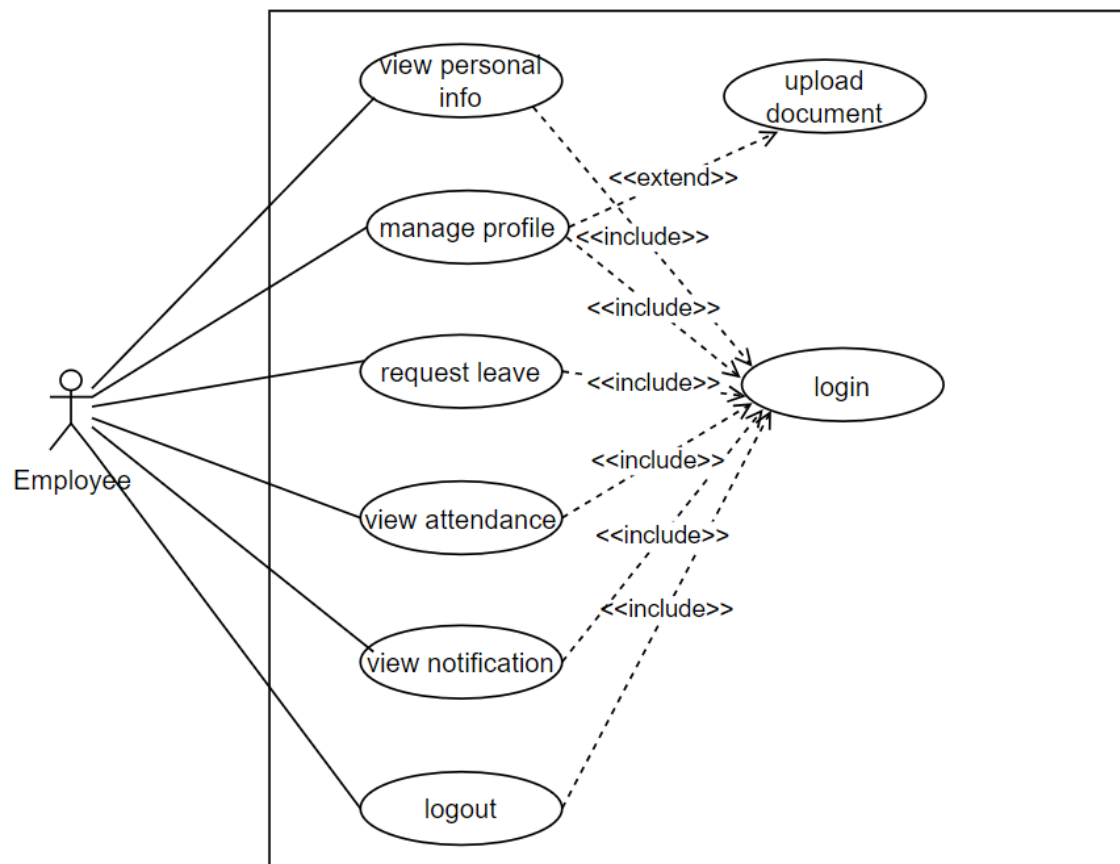 view personal
info
upload
document
<<extend>>
manage profile
<<include>>
<<include>>
request leave
<<include>>
login
Employee
<<include>>
view attendance
<<include>>
<<include>>
view notification
logout